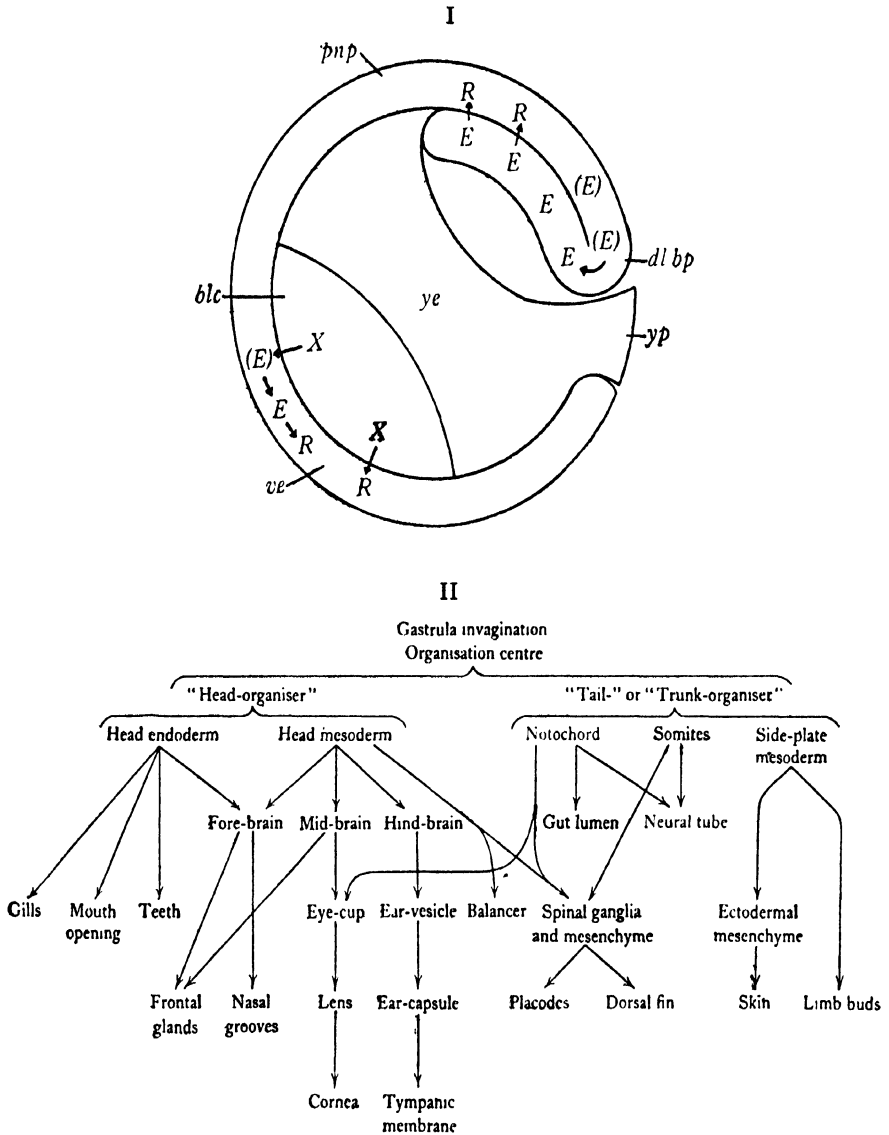 I
pnp
R
R
E
E
(E)
E
(E)
E
dl bp
blc
ye
yp
X
(E)
E
X
R
ve
R
II
Gastrula invagination
Organisation centre
"Head-organiser"
"Tail-" or "Trunk-organiser"
Head endoderm
Head mesoderm
Notochord
Somites
Side-plate
mesoderm
Fore-brain
Mid-brain
Hind-brain
Gut lumen
Neural tube
Gills
Mouth
opening
Teeth
Eye-cup
Ear-vesicle
Balancer
Spinal ganglia
and mesenchyme
Ectodermal
mesenchyme
Frontal
glands
Nasal
grooves
Lens
Ear-capsule
Placodes
Dorsal fin
Skin
Limb buds
Cornea
Tympanic
membrane